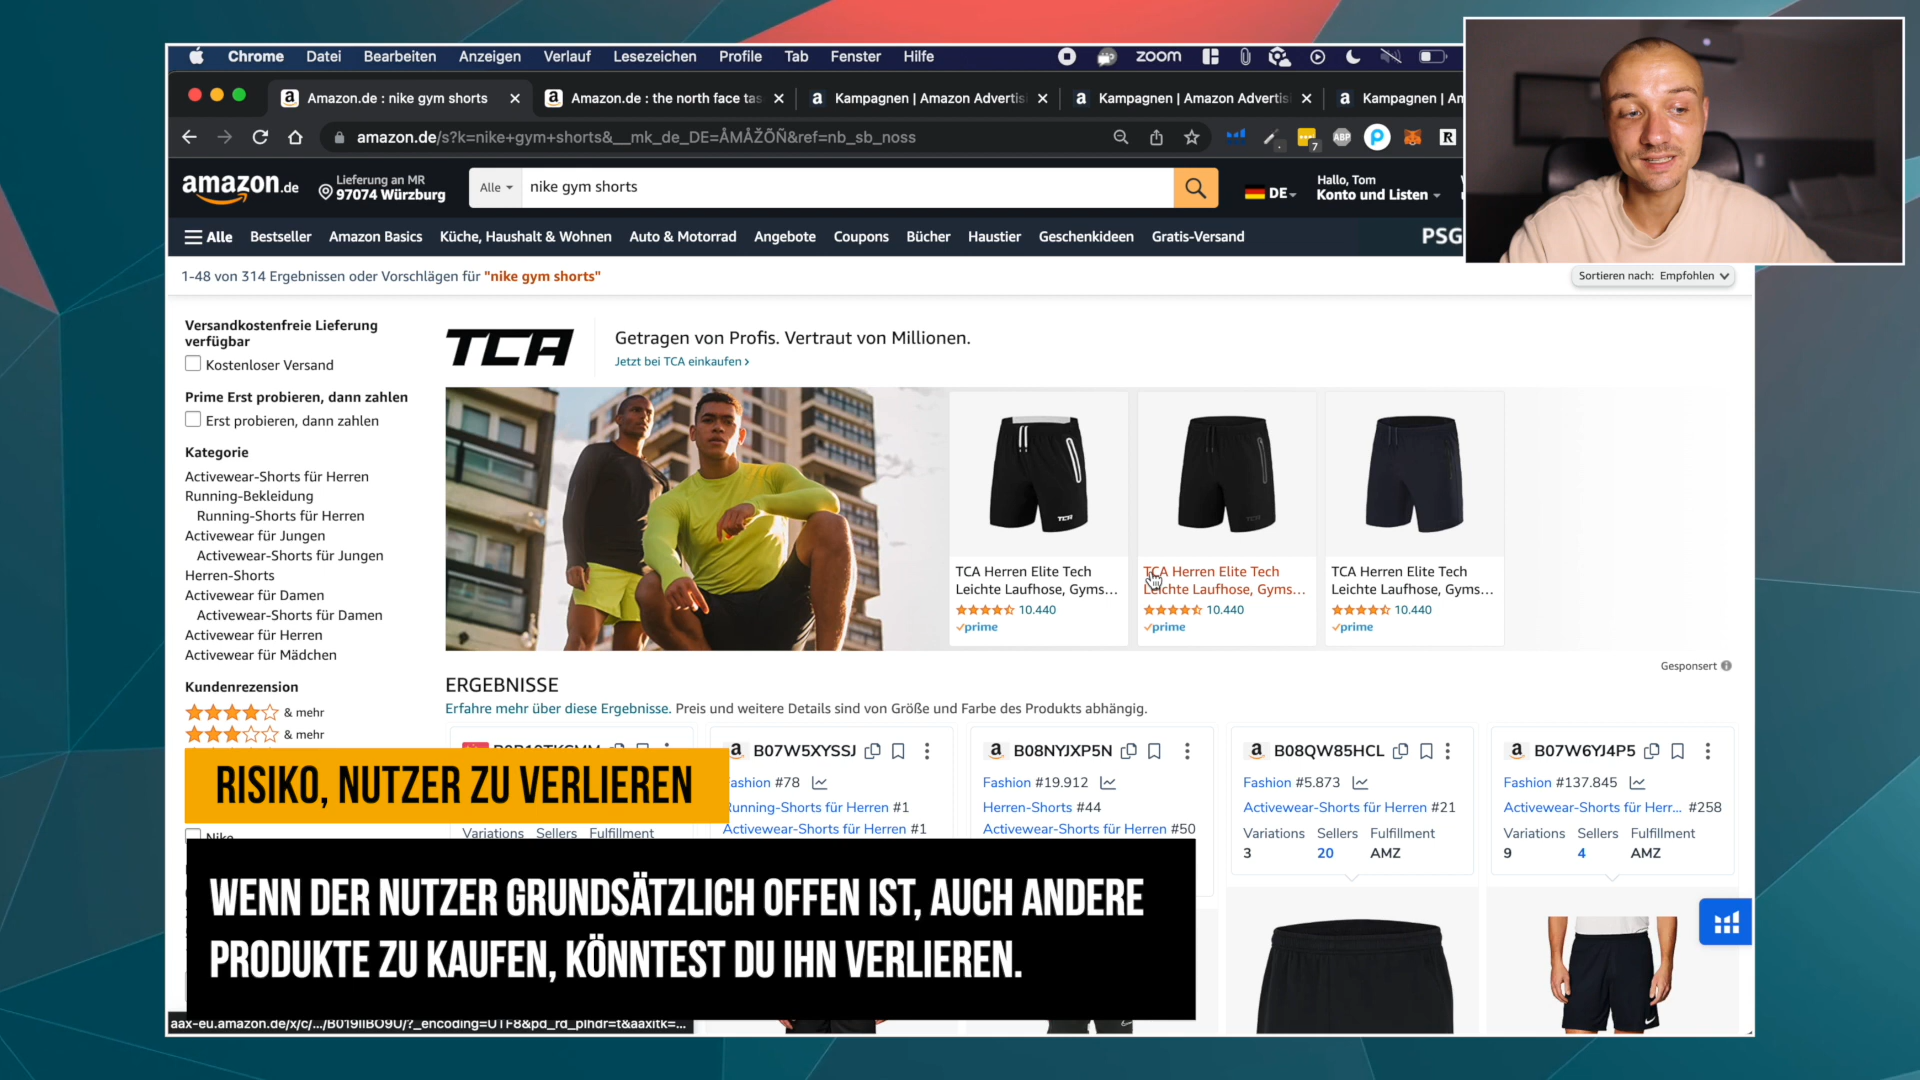 Chrome Datei Bearbeiten Anzeigen Verlauf Lesezeichen Profile Tab Fenster Hilfe zoom
Amazon.de : nike gym shorts
Amazon.de : the north face tas
Kampagnen | Amazon Advertis
Kampagnen | Amazon Advertis
Kampagnen | Am
amazon.de/s?k=nike+gym+shorts&__mk_de_DE=ÅMÅŽÕÑ&ref=nb_sb_noss
7
ABP
R
amazon.de
Lieferung an MR
97074 Würzburg
Alle
nike gym shorts
DE
Hallo, Tom
Konto und Listen
Alle Bestseller Amazon Basics Küche, Haushalt & Wohnen Auto & Motorrad Angebote Coupons Bücher Haustier Geschenkideen Gratis-Versand
PSG
1-48 von 314 Ergebnissen oder Vorschlägen für "nike gym shorts"
Sortieren nach: Empfohlen
Versandkostenfreie Lieferung
verfügbar
Kostenloser Versand
Prime Erst probieren, dann zahlen
Erst probieren, dann zahlen
Kategorie
Activewear-Shorts für Herren
Running-Bekleidung
Running-Shorts für Herren
Activewear für Jungen
Activewear-Shorts für Jungen
Herren-Shorts
Activewear für Damen
Activewear-Shorts für Damen
Activewear für Herren
Activewear für Mädchen
Kundenrezension
& mehr
& mehr
Nike
TCA
Getragen von Profis. Vertraut von Millionen.
Jetzt bei TCA einkaufen ›
TCA Herren Elite Tech
Leichte Laufhose, Gyms...
10.440
prime
TCA Herren Elite Tech
Leichte Laufhose, Gyms...
10.440
prime
TCA Herren Elite Tech
Leichte Laufhose, Gyms...
10.440
prime
Gesponsert
ERGEBNISSE
Erfahre mehr über diese Ergebnisse. Preis und weitere Details sind von Größe und Farbe des Produkts abhängig.
Variations Sellers Fulfillment
B07W5XYSSJ
ashion #78
unning-Shorts für Herren #1
Activewear-Shorts für Herren #1
B08NYJXP5N
Fashion #19.912
Herren-Shorts #44
Activewear-Shorts für Herren #50
B08QW85HCL
Fashion #5.873
Activewear-Shorts für Herren #21
Variations Sellers Fulfillment
3 20 AMZ
B07W6YJ4P5
Fashion #137.845
Activewear-Shorts für Herr... #258
Variations Sellers Fulfillment
9 4 AMZ
RISIKO, NUTZER ZU VERLIEREN
WENN DER NUTZER GRUNDSÄTZLICH OFFEN IST, AUCH ANDERE
PRODUKTE ZU KAUFEN, KÖNNTEST DU IHN VERLIEREN.